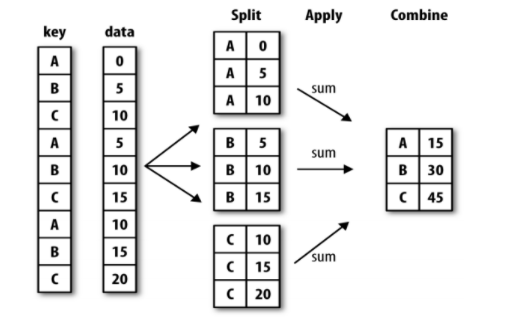 Split Apply Combine
key data
A 0
B 5
C 10
A 5
B 10
C 15
A 10
B 15
C 20
A 0
A 5
A 10
B 5
B 10
B 15
C 10
C 15
C 20
sum
sum
sum
A 15
B 30
C 45